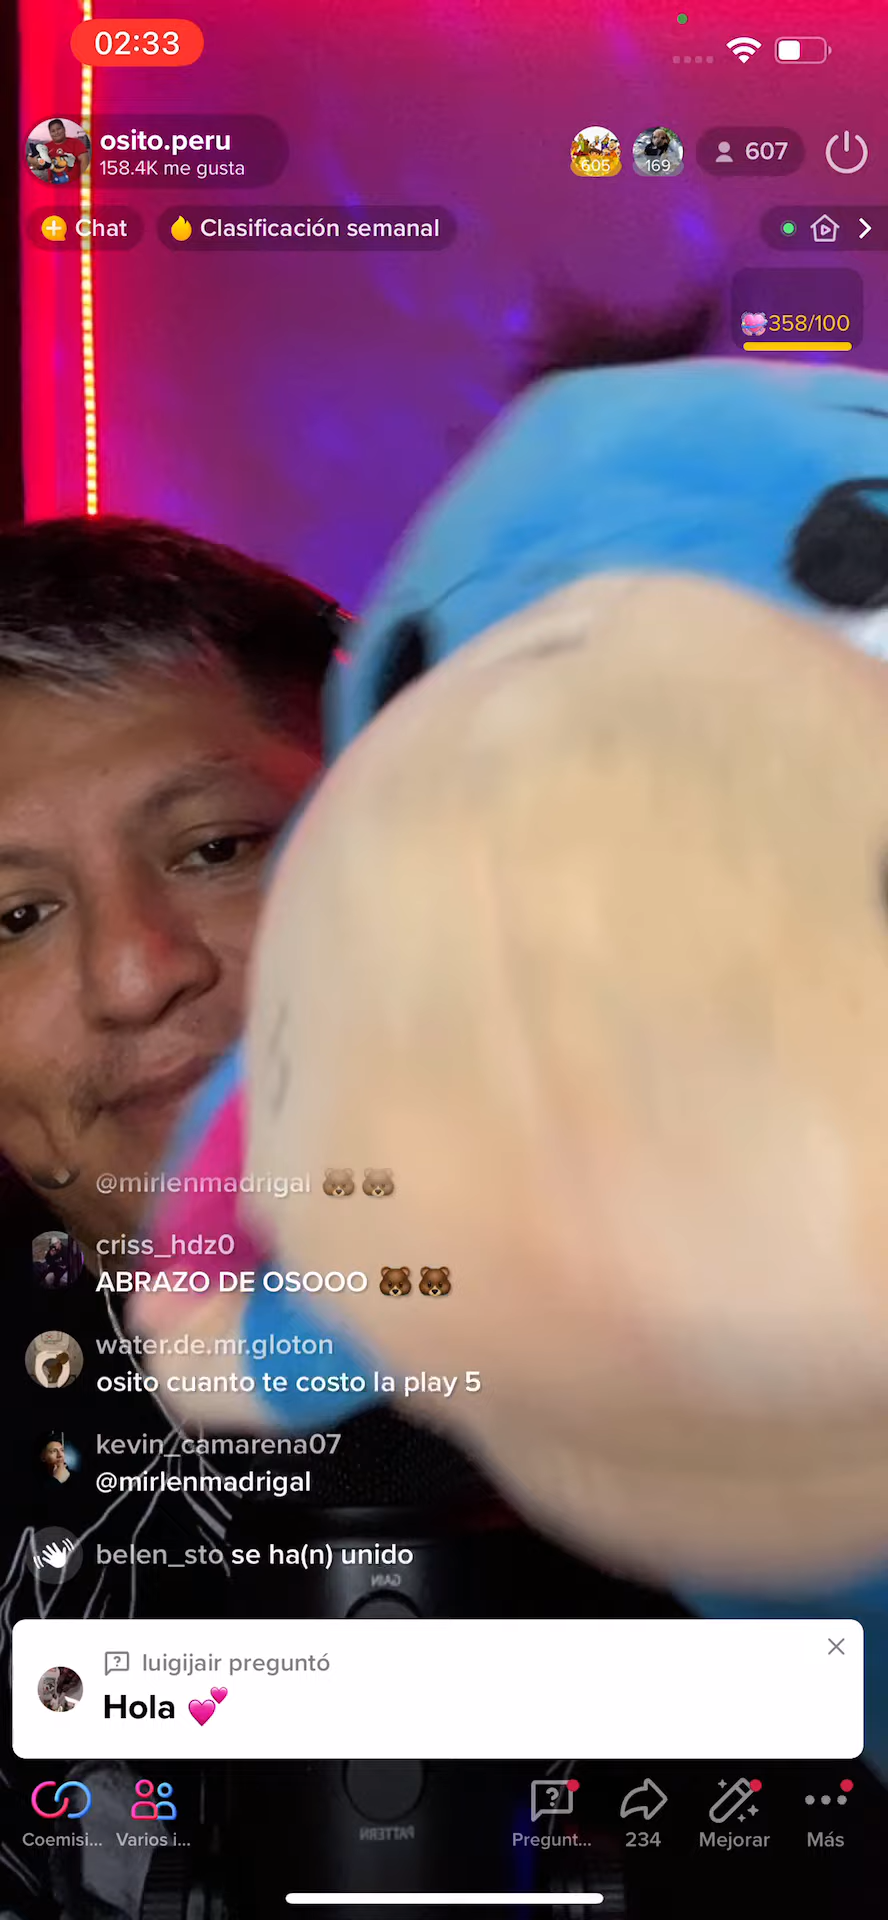 02:33
osito.peru
158.4K me gusta
605
169
607
Chat
Clasificación semanal
358/100
@mirlenmadrigal 🐻🐻
criss_hdz0
ABRAZO DE OSOOO 🐻🐻
water.de.mr.gloton
osito cuanto te costo la play 5
kevin_camarena07
@mirlenmadrigal
belen_sto se ha(n) unido
GAIN
luigijair preguntó
Hola 💕
PATTERN
Coemisi...
Varios i...
Pregunt...
234
Mejorar
Más